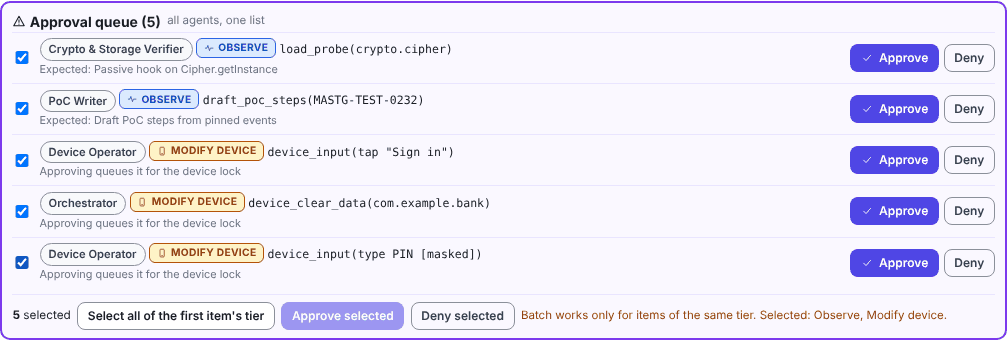 Approval queue (5) all agents, one list
Crypto & Storage Verifier OBSERVE load_probe(crypto.cipher)
Expected: Passive hook on Cipher.getInstance
Approve Deny
PoC Writer OBSERVE draft_poc_steps(MASTG-TEST-0232)
Expected: Draft PoC steps from pinned events
Approve Deny
Device Operator MODIFY DEVICE device_input(tap "Sign in")
Approving queues it for the device lock
Approve Deny
Orchestrator MODIFY DEVICE device_clear_data(com.example.bank)
Approving queues it for the device lock
Approve Deny
Device Operator MODIFY DEVICE device_input(type PIN [masked])
Approving queues it for the device lock
Approve Deny
5 selected Select all of the first item's tier Approve selected Deny selected Batch works only for items of the same tier. Selected: Observe, Modify device.